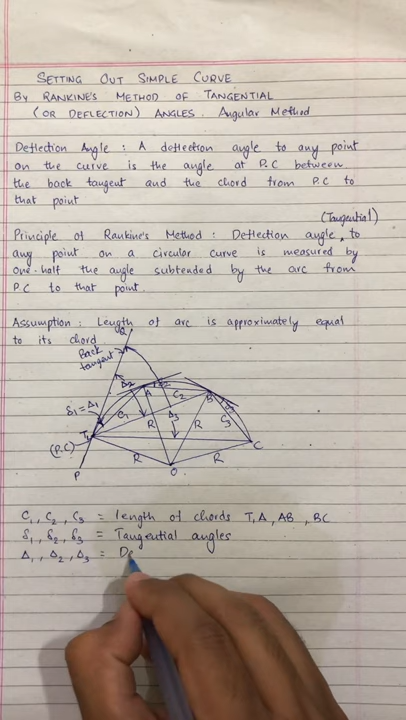 SETTING OUT SIMPLE CURVE
BY RANKINE'S METHOD OF TANGENTIAL
(OR DEFLECTION) ANGLES. Angular Method
Deflection Angle : A deflection angle to any point
on the curve is the angle at P.C between
the back tangent and the chord from P.C to
that point
(Tangential)
Principle of Rankine's Method : Deflection angle to
any point on a circular curve is measured by
one-half the angle subtended by the arc from
P.C to that point.
Assumption : Length of arc is approximately equal
to its chord
Back
tangent
Δ2
A
B
δ1=Δ1
C1
C2
Δ3
C3
T1
R
R
C
(P.C)
R
R
O
P
C1, C2, C3 = length of chords T1A, AB, BC
δ1, δ2, δ3 = Tangential angles
Δ1, Δ2, Δ3 = De